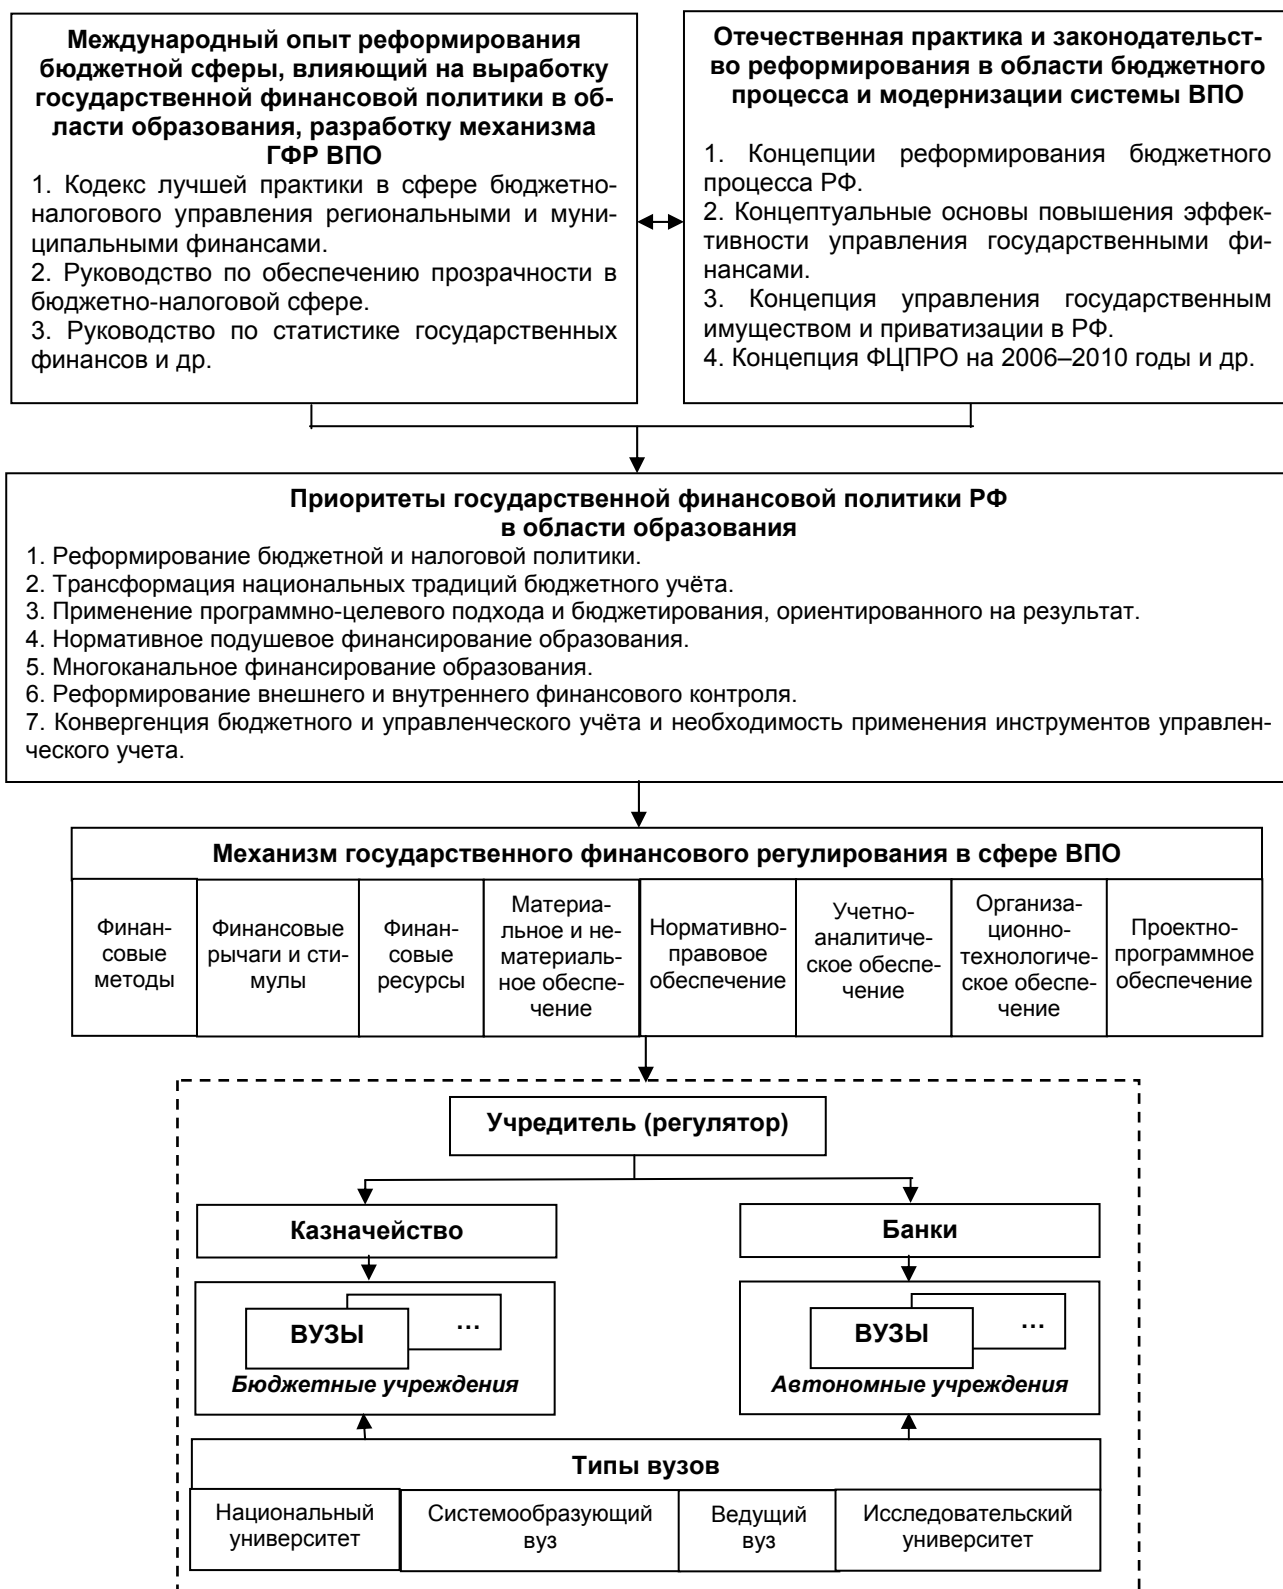 Международный опыт реформирования
бюджетной сферы, влияющий на выработку
государственной финансовой политики в об-
ласти образования, разработку механизма
ГФР ВПО
1. Кодекс лучшей практики в сфере бюджетно-
налогового управления региональными и муни-
ципальными финансами.
2. Руководство по обеспечению прозрачности в
бюджетно-налоговой сфере.
3. Руководство по статистике государственных
финансов и др.
Отечественная практика и законодательст-
во реформирования в области бюджетного
процесса и модернизации системы ВПО
1. Концепции реформирования бюджетного
процесса РФ.
2. Концептуальные основы повышения эффек-
тивности управления государственными фи-
нансами.
3. Концепция управления государственным
имуществом и приватизации в РФ.
4. Концепция ФЦПРО на 2006–2010 годы и др.
Приоритеты государственной финансовой политики РФ
в области образования
1. Реформирование бюджетной и налоговой политики.
2. Трансформация национальных традиций бюджетного учёта.
3. Применение программно-целевого подхода и бюджетирования, ориентированного на результат.
4. Нормативное подушевое финансирование образования.
5. Многоканальное финансирование образования.
6. Реформирование внешнего и внутреннего финансового контроля.
7. Конвергенция бюджетного и управленческого учёта и необходимость применения инструментов управлен-
ческого учета.
Механизм государственного финансового регулирования в сфере ВПО
Финан-
совые
методы
Финансовые
рычаги и сти-
мулы
Финан-
совые
ресурсы
Материа-
льное и не-
материаль-
ное обеспе-
чение
Нормативно-
правовое
обеспечение
Учетно-
аналитиче-
ское обеспе-
чение
Организа-
ционно-
технологиче-
ское обеспе-
чение
Проектно-
программное
обеспечение
Учредитель (регулятор)
Казначейство
Банки
ВУЗЫ
...
Бюджетные учреждения
ВУЗЫ
...
Автономные учреждения
Типы вузов
Национальный
университет
Системообразующий
вуз
Ведущий
вуз
Исследовательский
университет